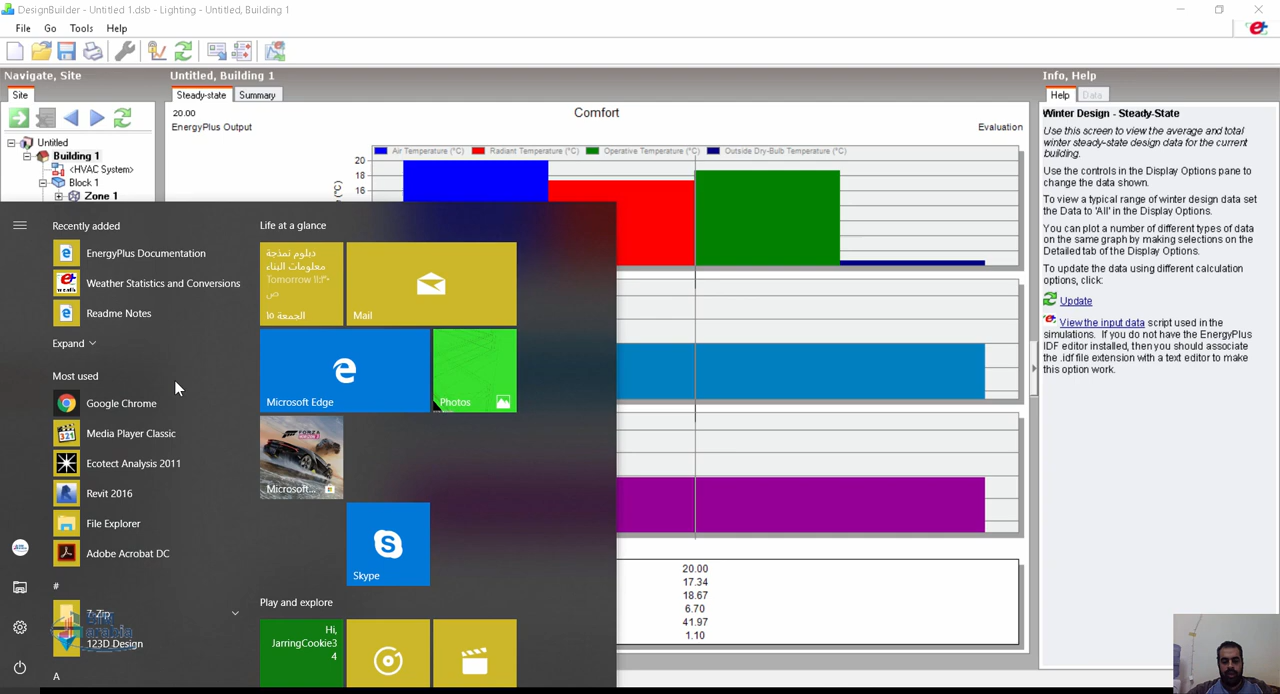 DesignBuilder - Untitled 1.dsb - Lighting - Untitled, Building 1
File Go Tools Help
Navigate, Site
Site
Untitled
Building 1
<HVAC System>
Block 1
Zone 1
Untitled, Building 1
Steady-state Summary
20.00
Comfort
EnergyPlus Output
Evaluation
Air Temperature (°C) Radiant Temperature (°C) Operative Temperature (°C) Outside Dry-Bulb Temperature (°C)
20
18
16
(°C)
Recently added
EnergyPlus Documentation
Weather Statistics and Conversions
Readme Notes
Expand
Most used
Google Chrome
Media Player Classic
Ecotect Analysis 2011
Revit 2016
File Explorer
Adobe Acrobat DC
#
7-Zip
123D Design
A
Life at a glance
دبلوم نمذجة
معلومات البناء
Tomorrow ١١:٣٠
ص
الجمعة ١٥
Mail
Microsoft Edge
Photos
Microsoft...
Skype
Play and explore
Hi,
JarringCookie3
4
20.00
17.34
18.67
6.70
41.97
1.10
Info, Help
Help Data
Winter Design - Steady-State
Use this screen to view the average and total
winter steady-state design data for the current
building.
Use the controls in the Display Options pane to
change the data shown.
To view a typical range of winter design data set
the Data to 'All' in the Display Options.
You can plot a number of different types of data
on the same graph by making selections on the
Detailed tab of the Display Options.
To update the data using different calculation
options, click:
Update
View the input data script used in the
simulations. If you do not have the EnergyPlus
IDF editor installed, then you should associate
the .idf file extension with a text editor to make
this option work.